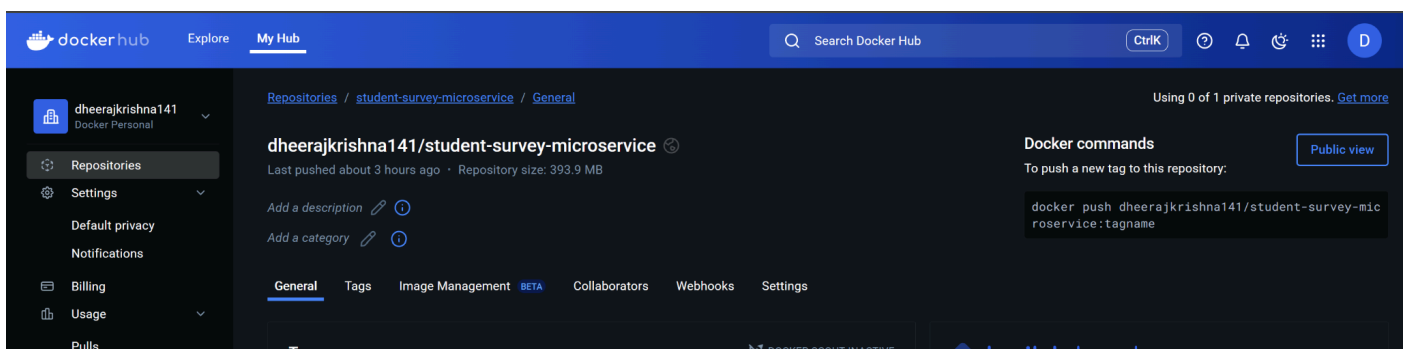 dockerhub Explore My Hub Search Docker Hub CtrlK D
dheerajkrishna141
Docker Personal
Repositories
Settings
Default privacy
Notifications
Billing
Usage
Pulls
Repositories / student-survey-microservice / General
Using 0 of 1 private repositories. Get more
dheerajkrishna141/student-survey-microservice
Last pushed about 3 hours ago · Repository size: 393.9 MB
Add a description
Add a category
Docker commands
Public view
To push a new tag to this repository:
docker push dheerajkrishna141/student-survey-mic
roservice:tagname
General Tags Image Management BETA Collaborators Webhooks Settings
DOCKER SCOUT INACTIVE